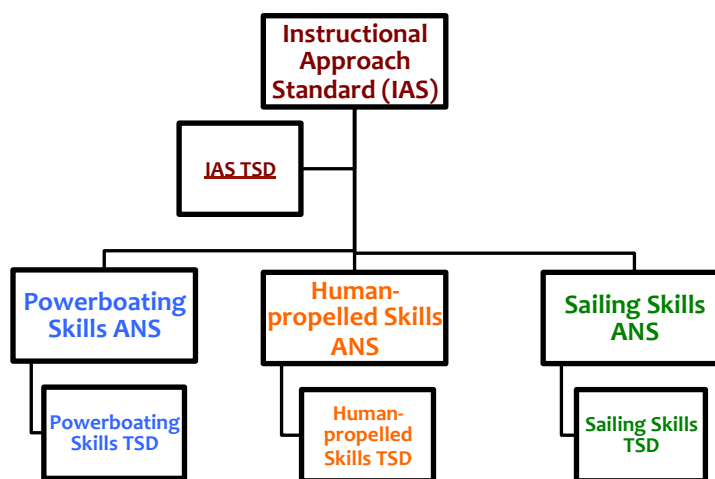 Instructional
Approach
Standard (IAS)
IAS TSD
Powerboating
Skills ANS
Human-
propelled Skills
ANS
Sailing Skills
ANS
Powerboating
Skills TSD
Human-
propelled
Skills TSD
Sailing Skills
TSD